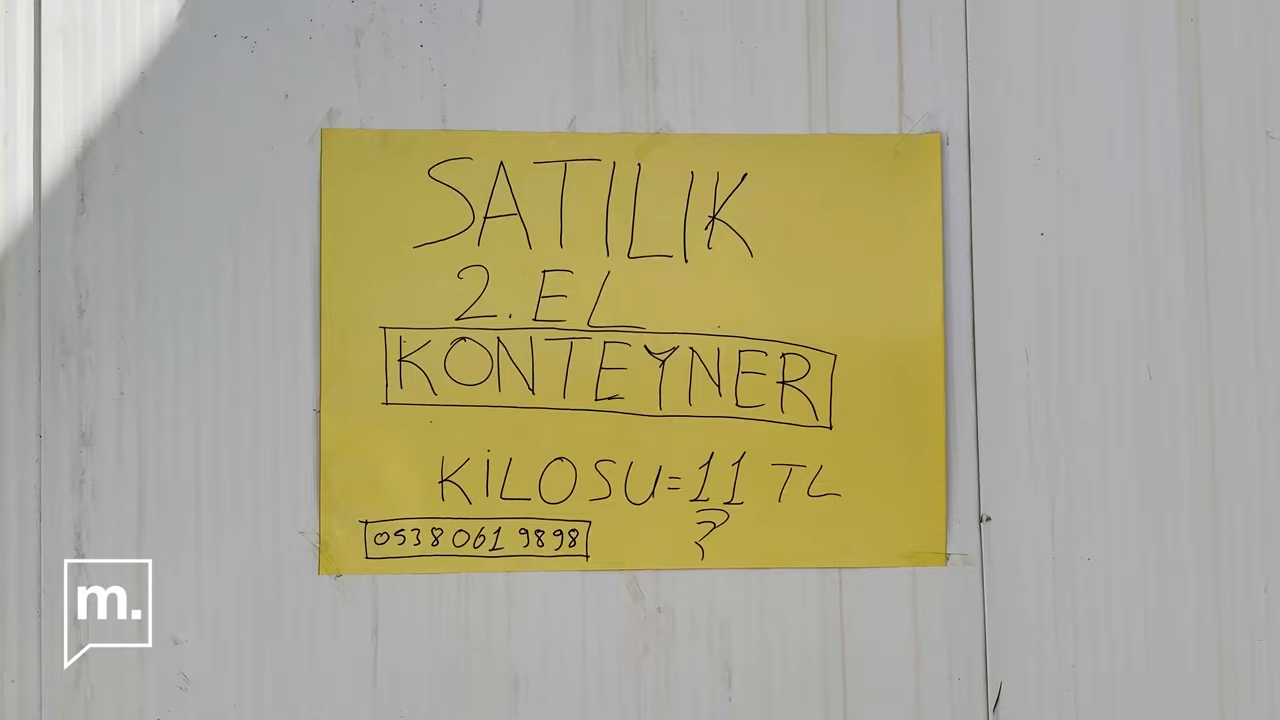 SATILIK
2. EL
KONTEYNER
KİLOSU=11 TL
?
0538 061 9898
m.